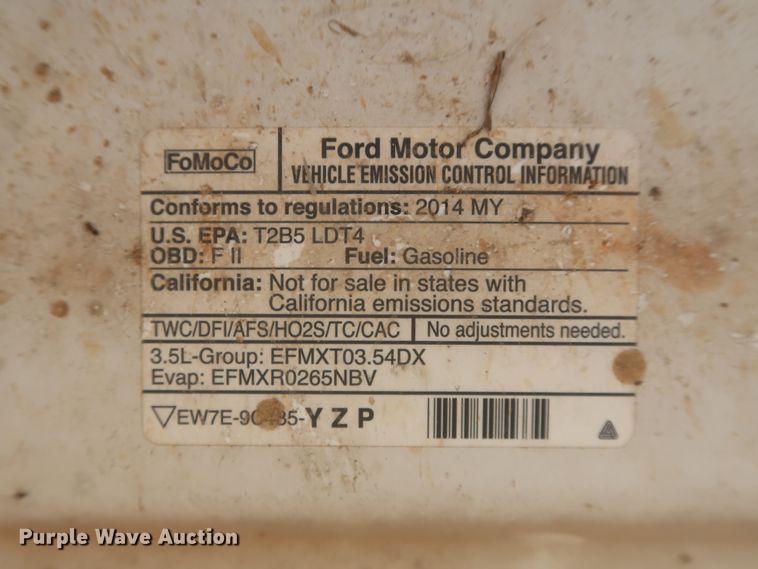 FoMoCo
Ford Motor Company
VEHICLE EMISSION CONTROL INFORMATION
Conforms to regulations: 2014 MY
U.S. EPA: T2B5 LDT4
OBD: F II Fuel: Gasoline
California: Not for sale in states with
California emissions standards.
TWC/DFI/AFS/HO2S/TC/CAC No adjustments needed.
3.5L-Group: EFMXT03.54DX
Evap: EFMXR0265NBV
YZP
Purple Wave Auction